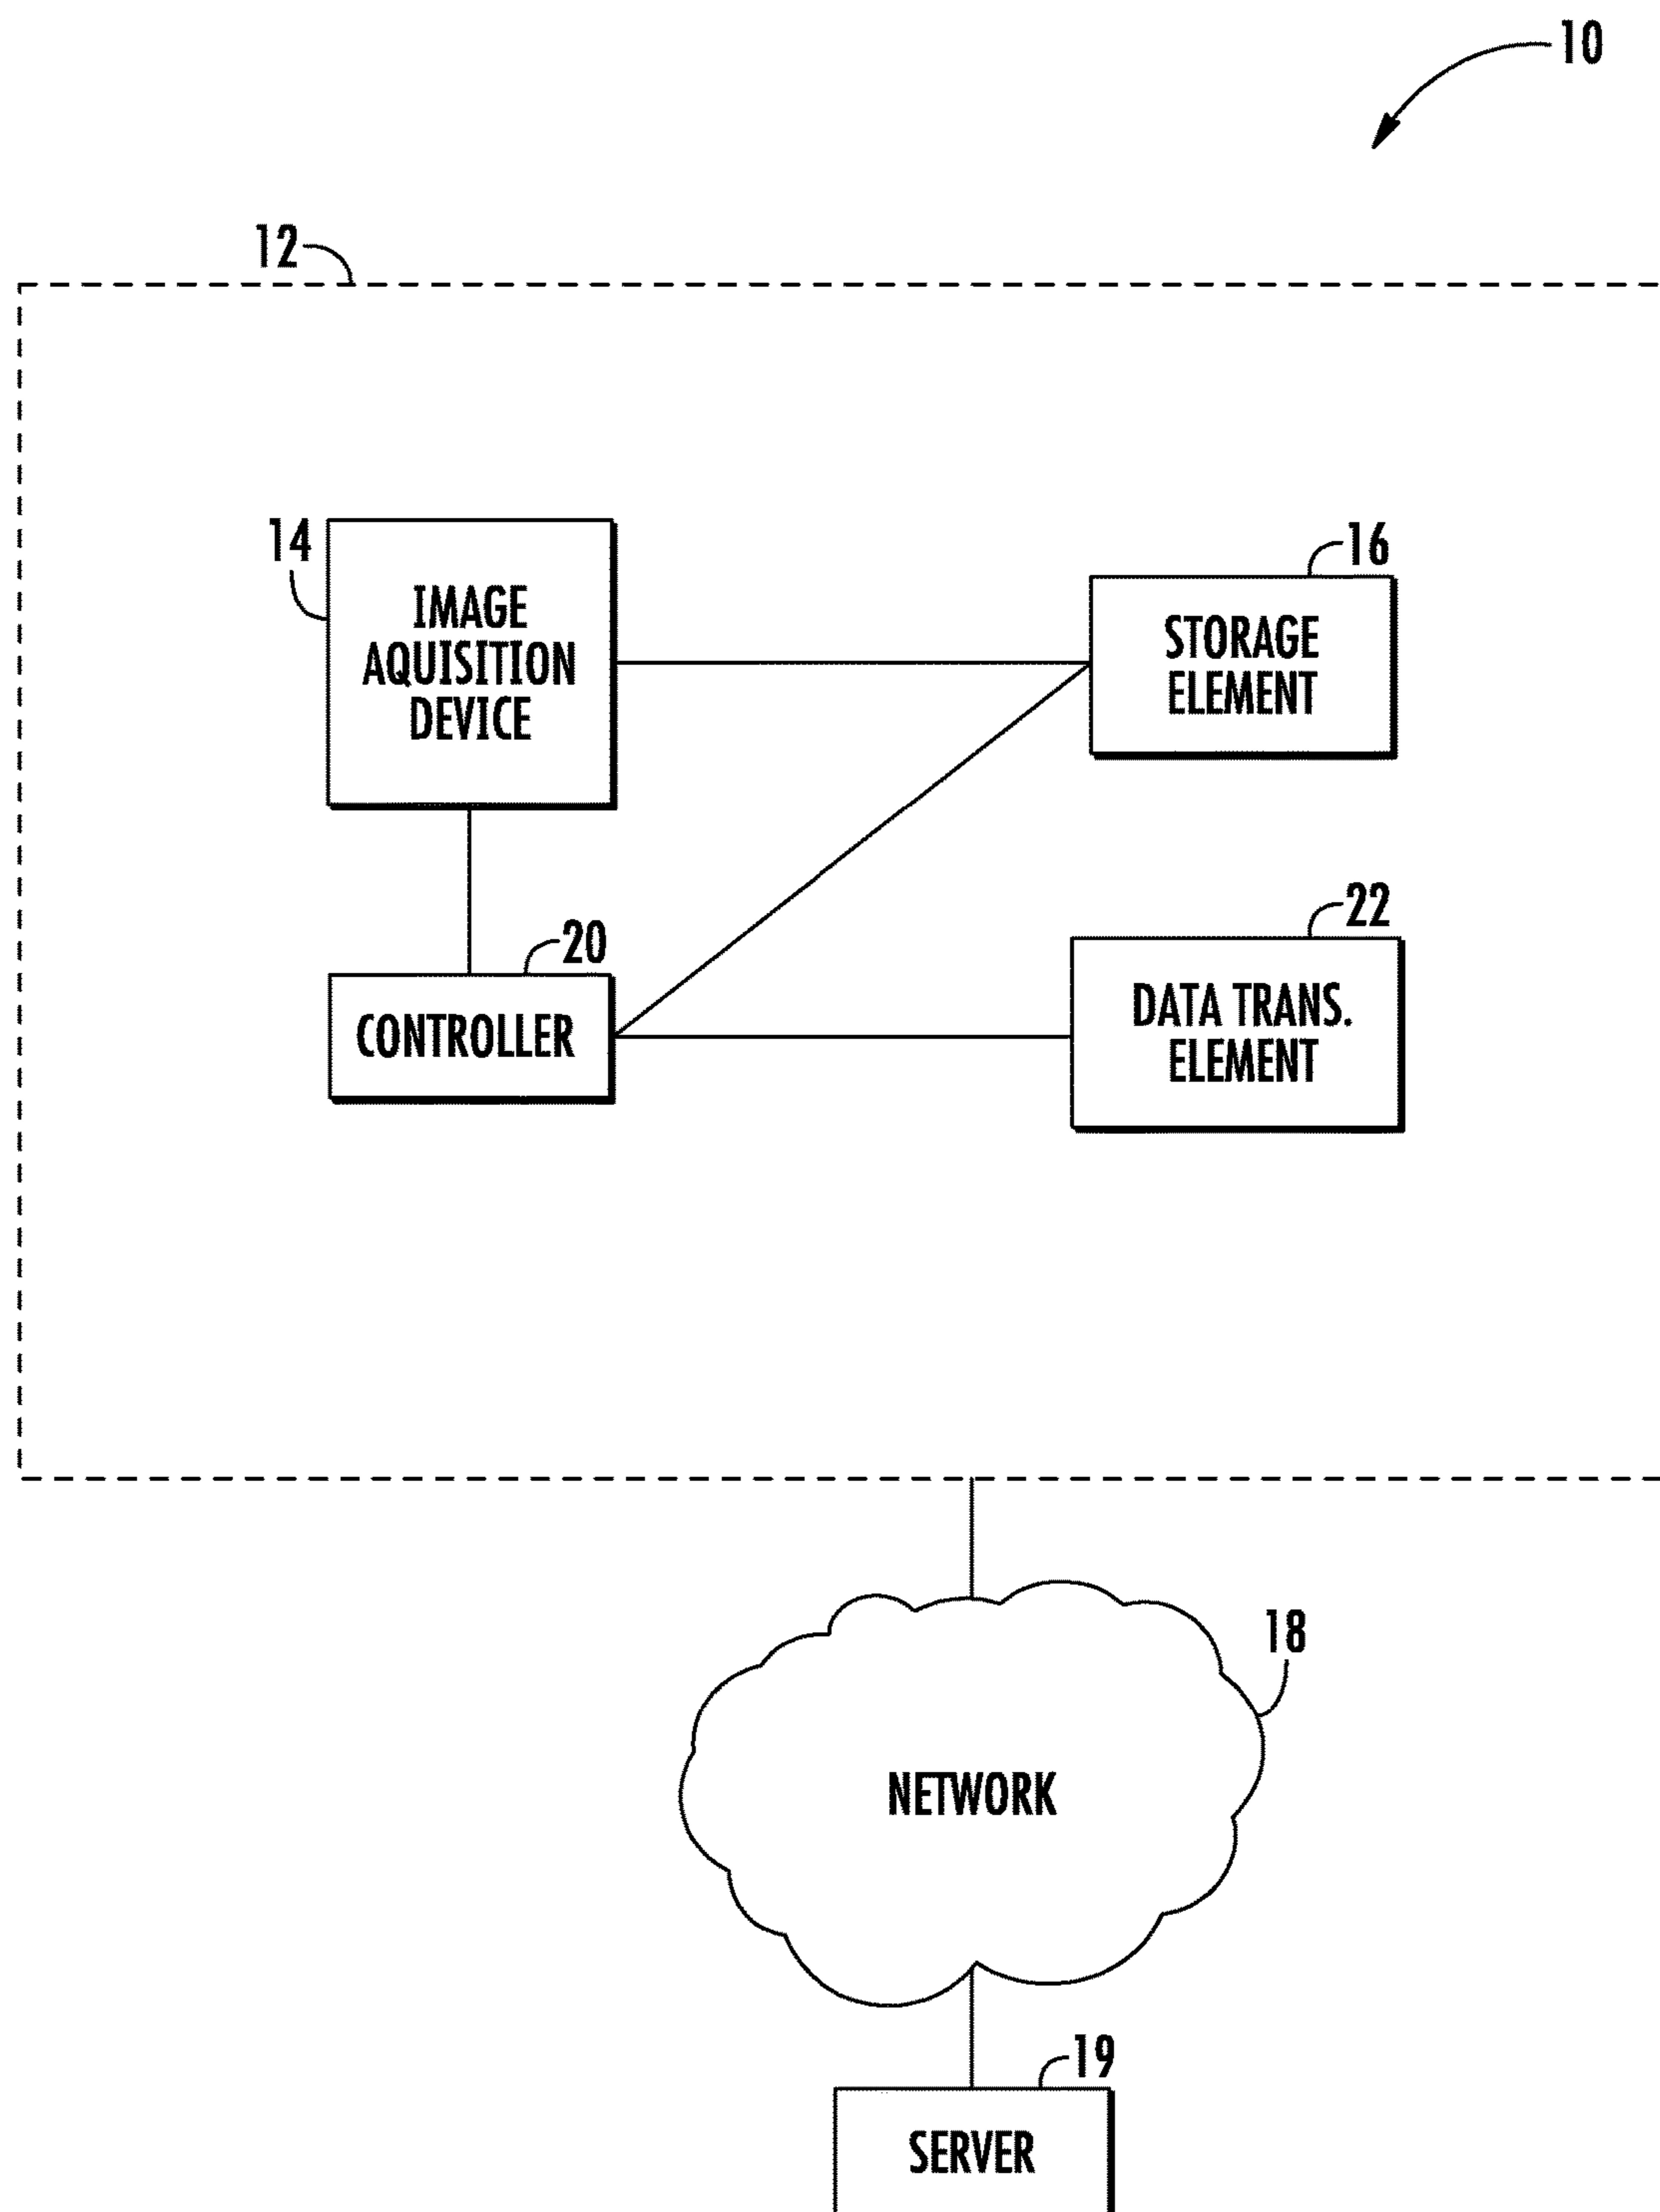 10
12
14
IMAGE
AQUISITION
DEVICE
16
STORAGE
ELEMENT
20
CONTROLLER
22
DATA TRANS.
ELEMENT
18
NETWORK
19
SERVER